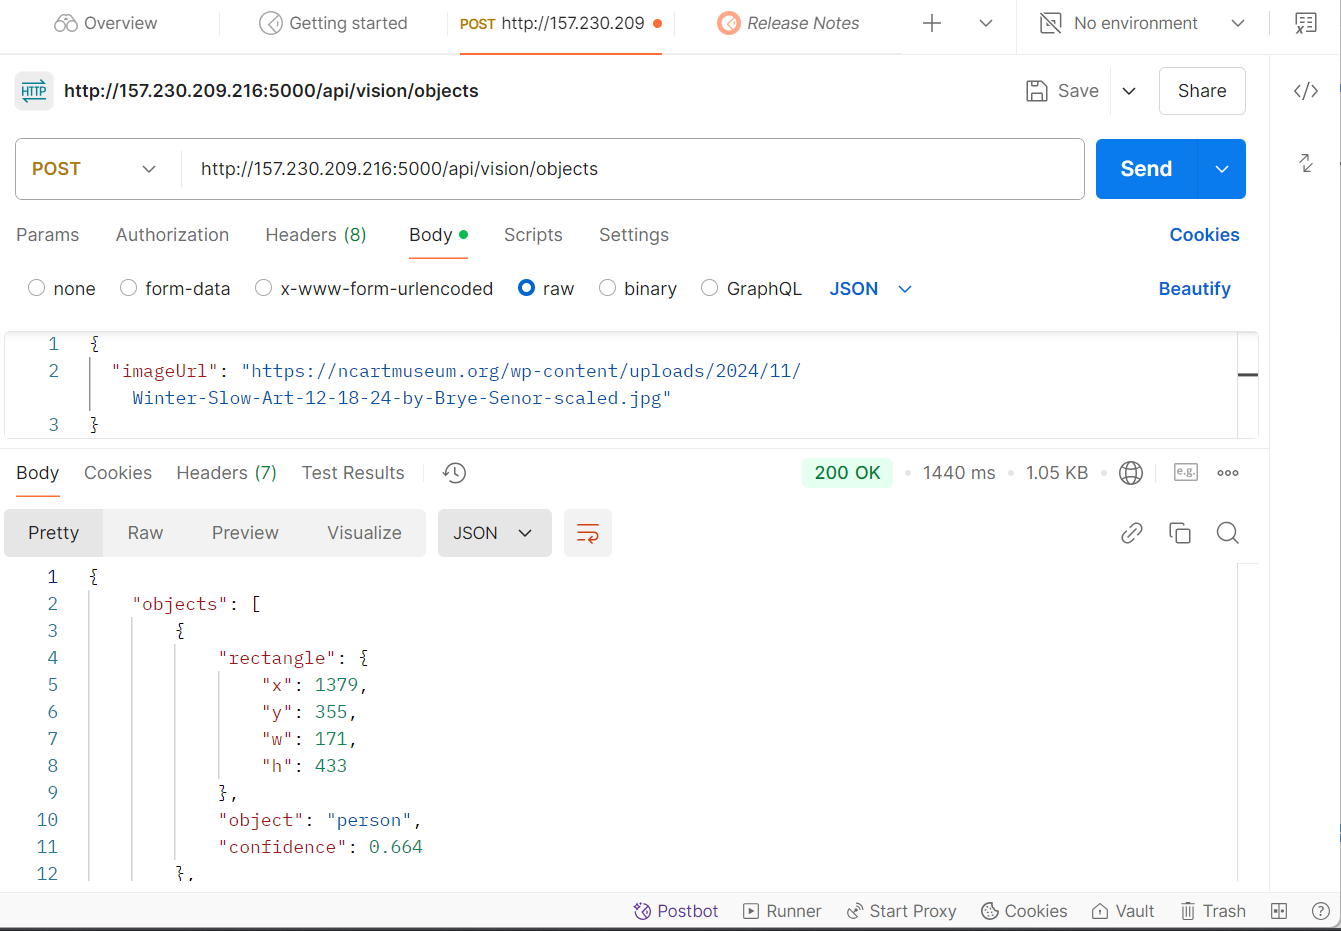 Overview
Getting started
POST http://157.230.209
Release Notes
No environment
HTTP
http://157.230.209.216:5000/api/vision/objects
Save
Share
POST
http://157.230.209.216:5000/api/vision/objects
Send
Params
Authorization
Headers (8)
Body
Scripts
Settings
Cookies
none
form-data
x-www-form-urlencoded
raw
binary
GraphQL
JSON
Beautify
1 {
2 "imageUrl": "https://ncartmuseum.org/wp-content/uploads/2024/11/
Winter-Slow-Art-12-18-24-by-Brye-Senor-scaled.jpg"
3 }
Body
Cookies
Headers (7)
Test Results
200 OK
1440 ms
1.05 KB
e.g.
Pretty
Raw
Preview
Visualize
JSON
1 {
2 "objects": [
3 {
4 "rectangle": {
5 "x": 1379,
6 "y": 355,
7 "w": 171,
8 "h": 433
9 },
10 "object": "person",
11 "confidence": 0.664
12 },
Postbot
Runner
Start Proxy
Cookies
Vault
Trash